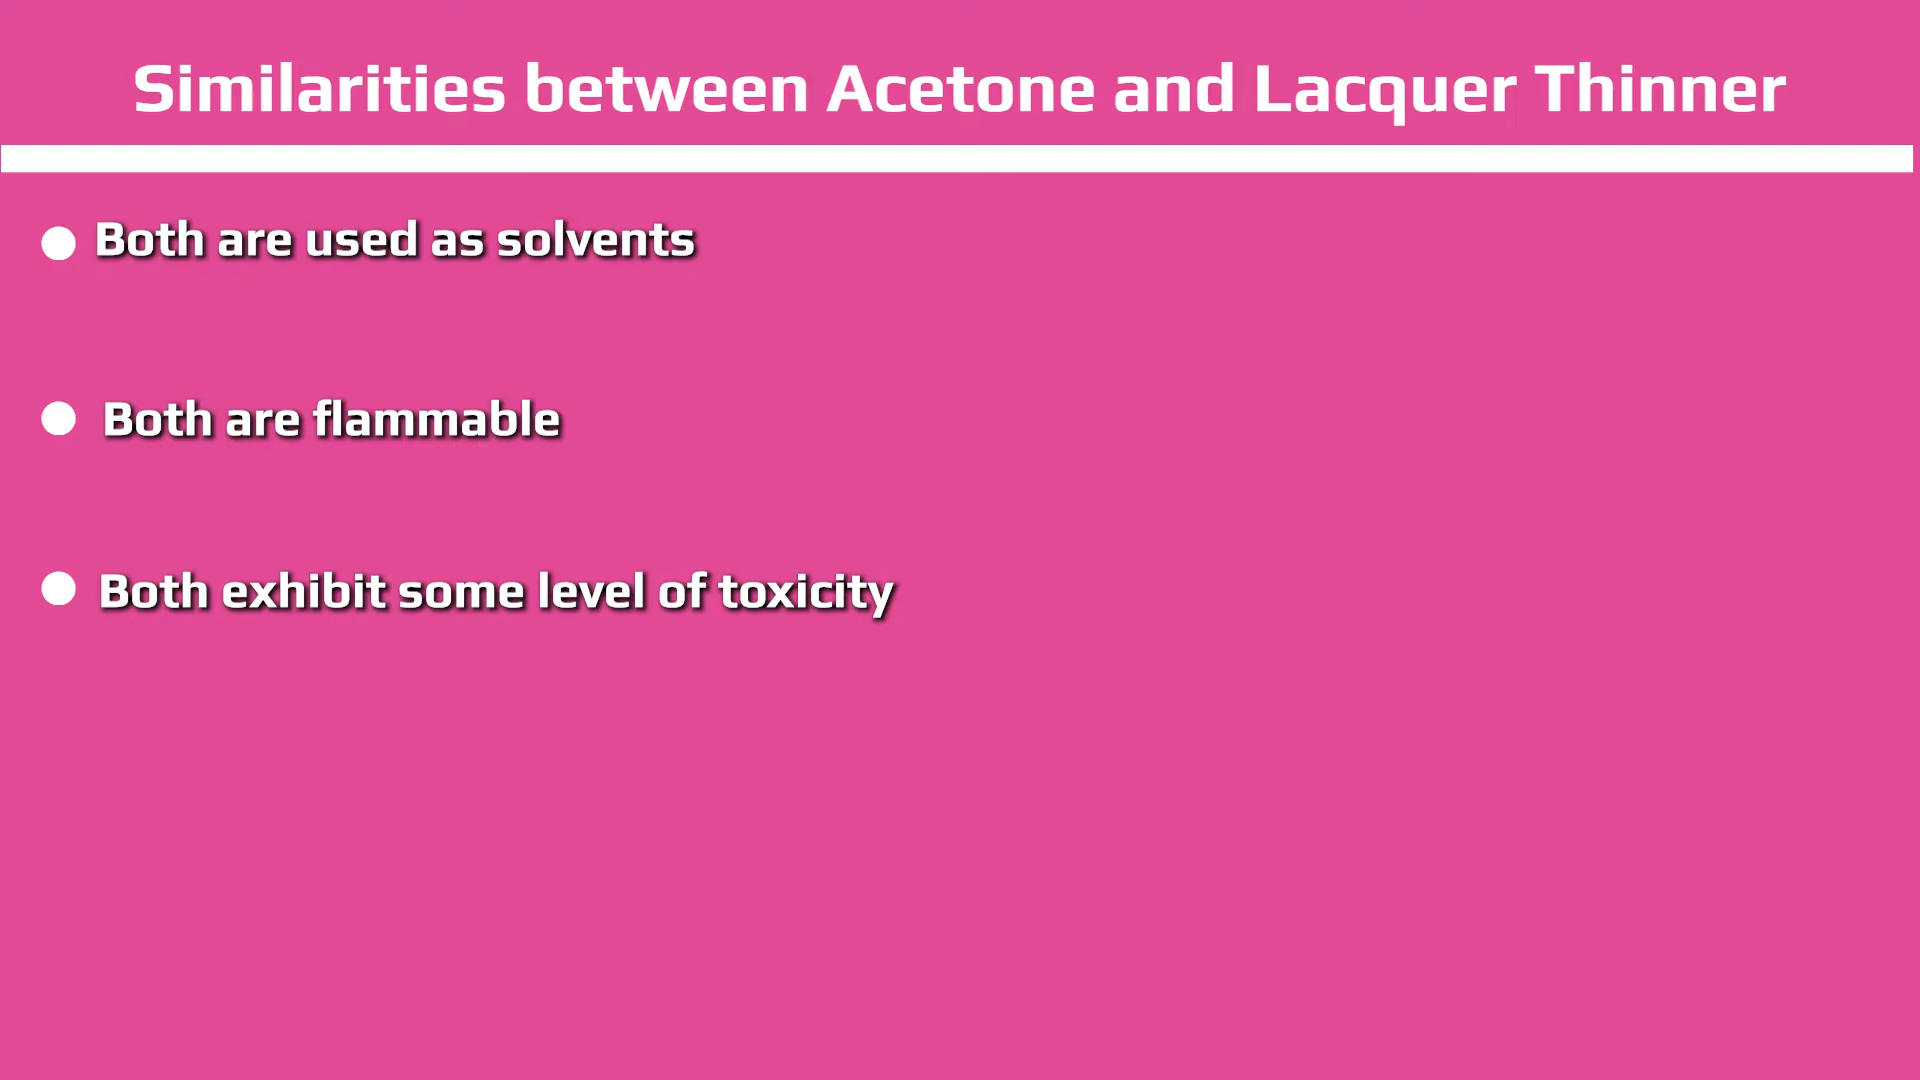 Similarities between Acetone and Lacquer Thinner
Both are used as solvents
Both are flammable
Both exhibit some level of toxicity